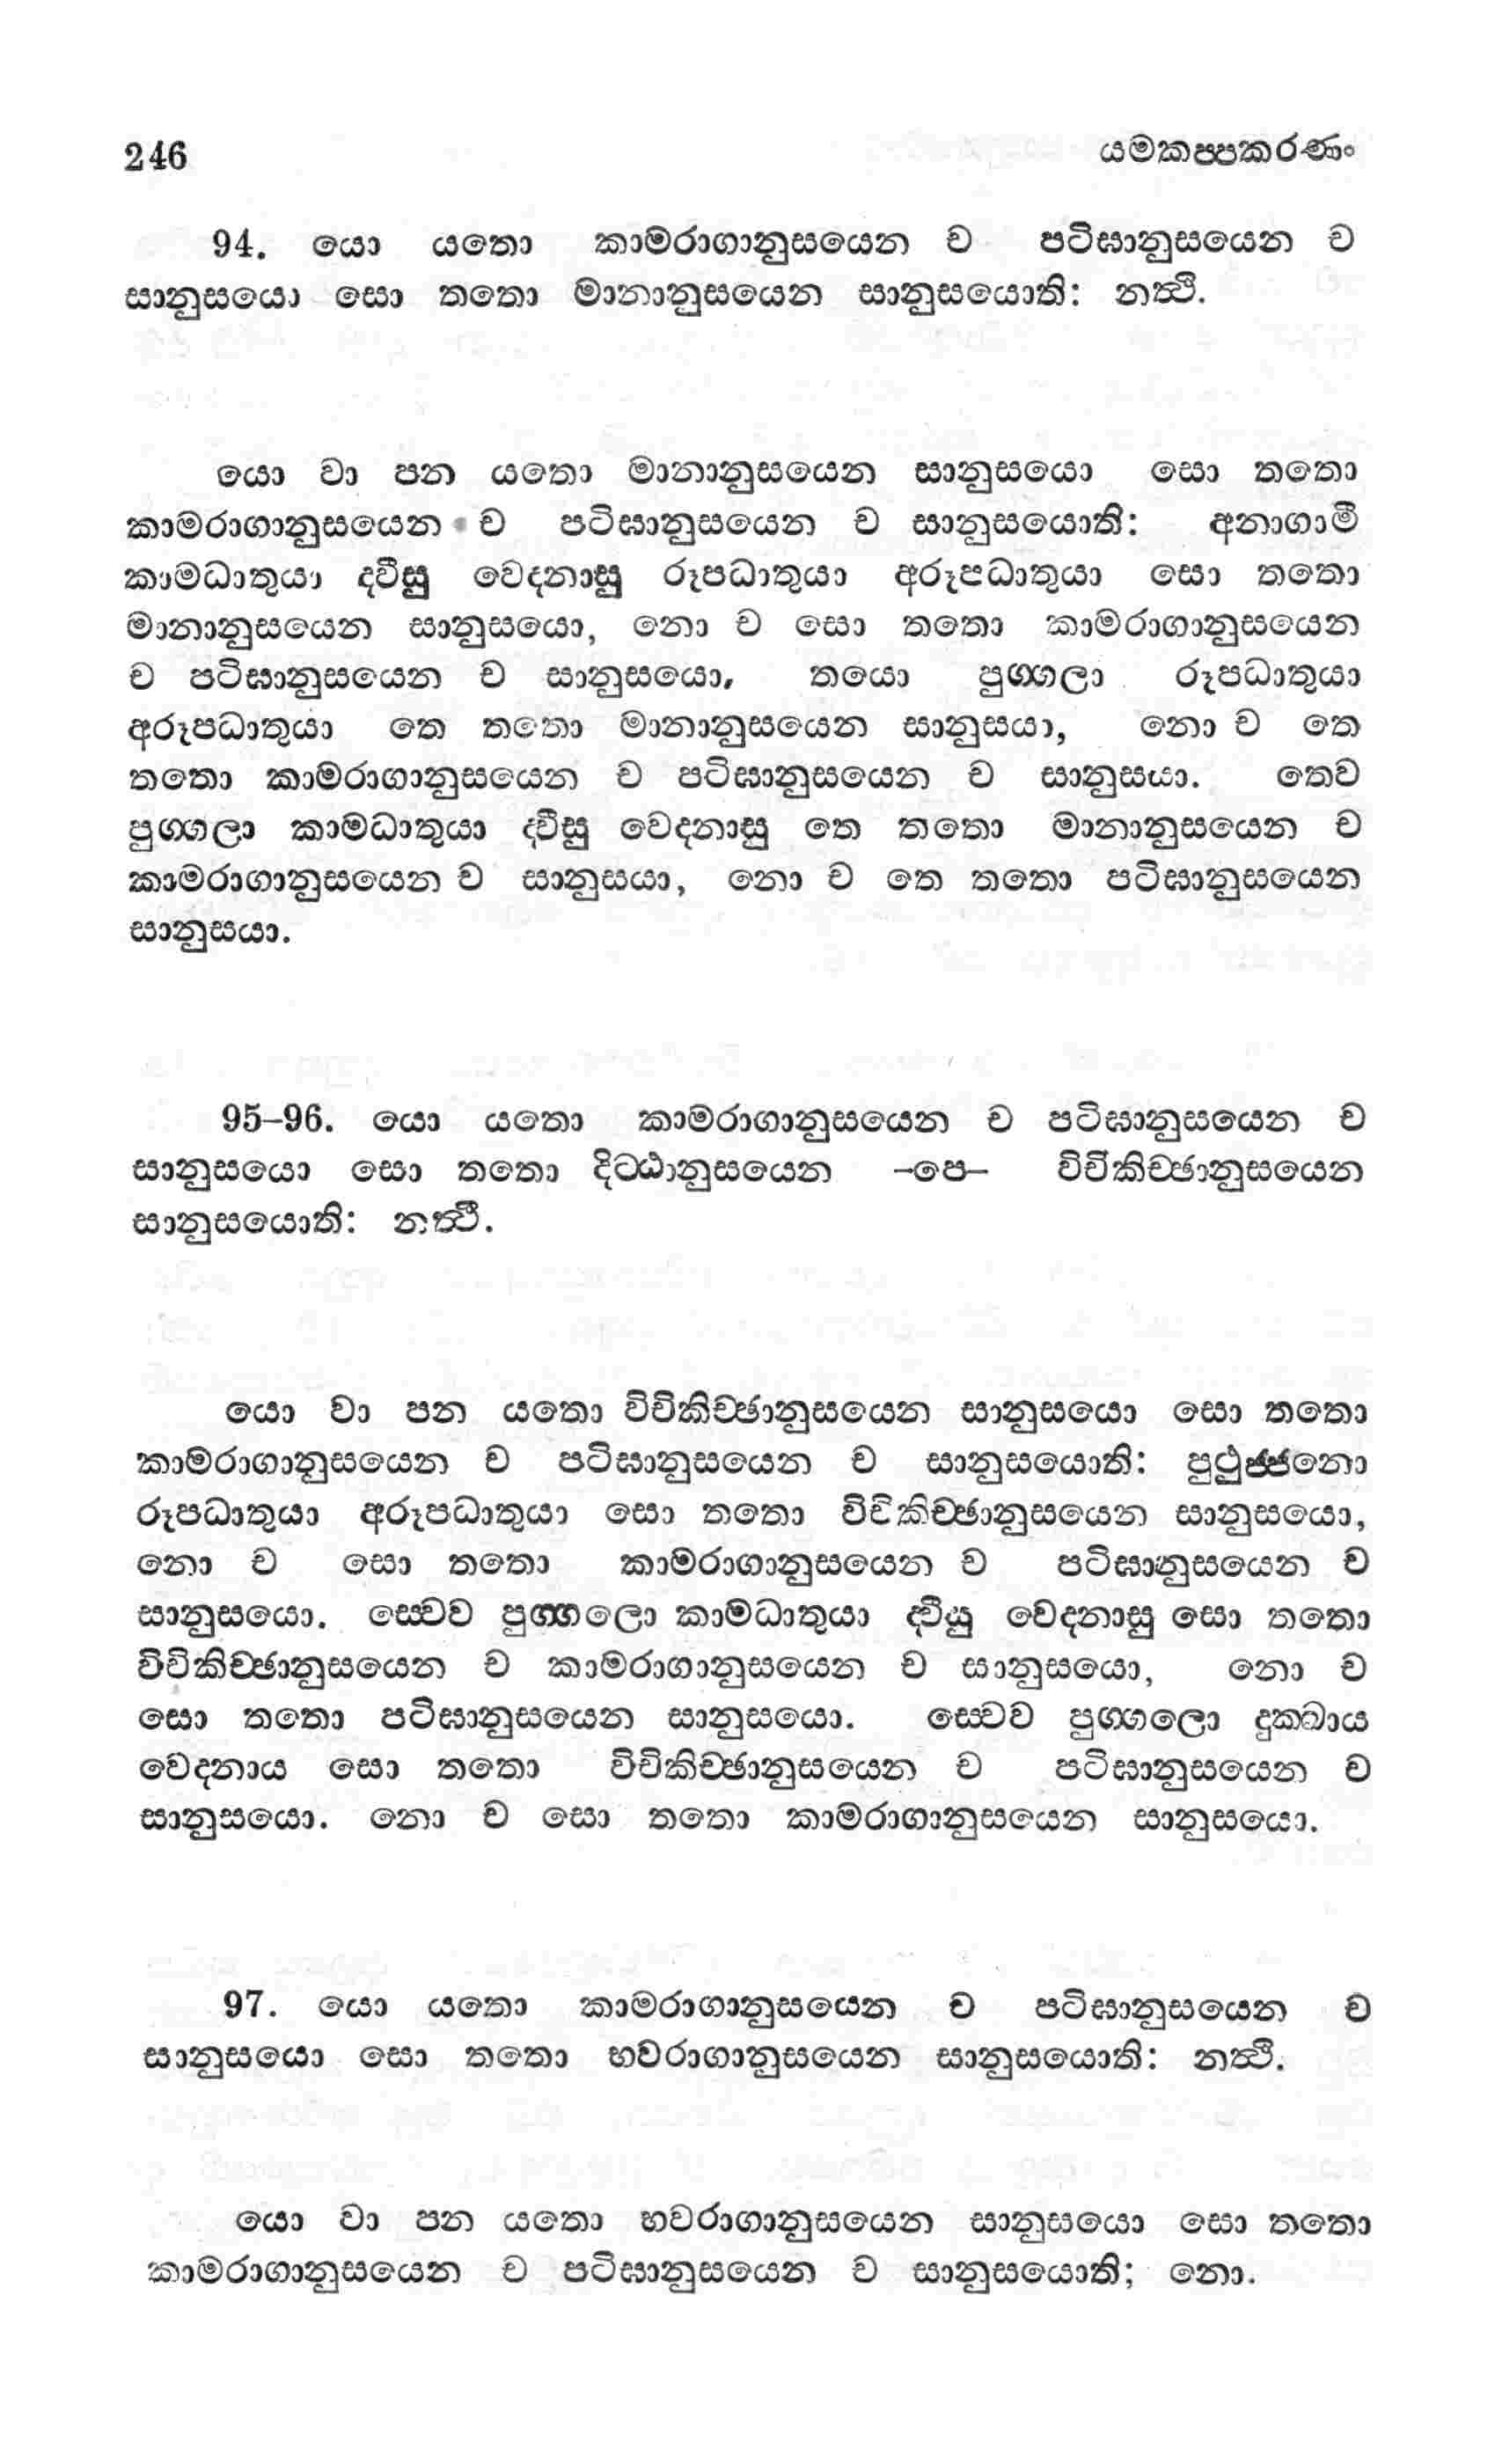 246 යමකප්පකරණං
94. යො යතො කාමරාගානුසයෙන ච පටිඝානුසයෙන ච
සානුසයො සො තතො මානානුසයෙන සානුසයොති: නත්ථි.
යො වා පන යතො මානානුසයෙන සානුසයො සො තතො
කාමරාගානුසයෙන ච පටිඝානුසයෙන ච සානුසයොති: අනාගාමී
කාමධාතුයා ද්වීසු වෙදනාසු රූපධාතුයා අරූපධාතුයා සො තතො
මානානුසයෙන සානුසයො, නො ච සො තතො කාමරාගානුසයෙන
ච පටිඝානුසයෙන ච සානුසයො, තයො පුග්ගලා රූපධාතුයා
අරූපධාතුයා තෙ තතො මානානුසයෙන සානුසයා, නො ච තෙ
තතො කාමරාගානුසයෙන ච පටිඝානුසයෙන ච සානුසයා. තෙව
පුග්ගලා කාමධාතුයා ද්වීසු වෙදනාසු තෙ තතො මානානුසයෙන ච
කාමරාගානුසයෙන ච සානුසයා, නො ච තෙ තතො පටිඝානුසයෙන
සානුසයා.
95–96. යො යතො කාමරාගානුසයෙන ච පටිඝානුසයෙන ච
සානුසයො සො තතො දිට්ඨානුසයෙන –පෙ– විචිකිච්ඡානුසයෙන
සානුසයොති: නත්ථි.
යො වා පන යතො විචිකිච්ඡානුසයෙන සානුසයො සො තතො
කාමරාගානුසයෙන ච පටිඝානුසයෙන ච සානුසයොති: පුථුජ්ජනො
රූපධාතුයා අරූපධාතුයා සො තතො විචිකිච්ඡානුසයෙන සානුසයො,
නො ච සො තතො කාමරාගානුසයෙන ච පටිඝානුසයෙන ච
සානුසයො. ස්වෙව පුග්ගලො කාමධාතුයා ද්වීසු වෙදනාසු සො තතො
විචිකිච්ඡානුසයෙන ච කාමරාගානුසයෙන ච සානුසයො, නො ච
සො තතො පටිඝානුසයෙන සානුසයො. ස්වෙව පුග්ගලො දුක්ඛාය
වෙදනාය සො තතො විචිකිච්ඡානුසයෙන ච පටිඝානුසයෙන ච
සානුසයො. නො ච සො තතො කාමරාගානුසයෙන සානුසයො.
97. යො යතො කාමරාගානුසයෙන ච පටිඝානුසයෙන ච
සානුසයො සො තතො භවරාගානුසයෙන සානුසයොති: නත්ථි.
යො වා පන යතො භවරාගානුසයෙන සානුසයො සො තතො
කාමරාගානුසයෙන ච පටිඝානුසයෙන ච සානුසයොති; නො.